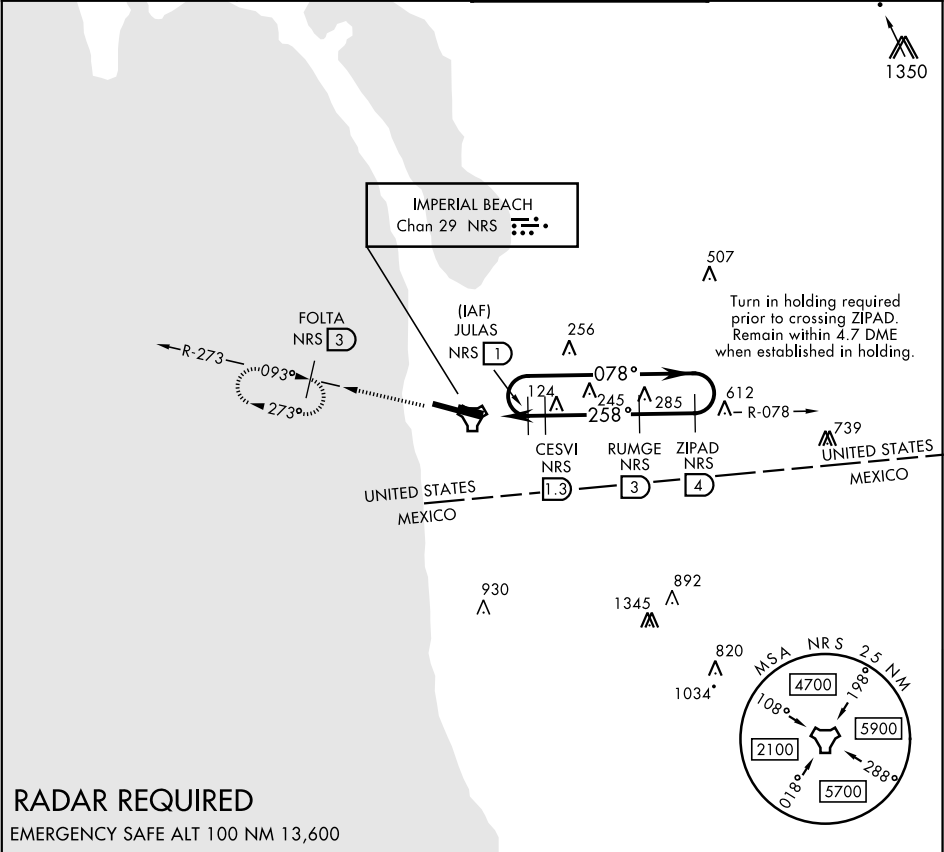 1350
IMPERIAL BEACH
Chan 29 NRS
507
Turn in holding required
prior to crossing ZIPAD.
Remain within 4.7 DME
when established in holding.
FOLTA
NRS 3
(IAF)
JULAS
NRS 1
256
R-273
093°
273°
078°
124
245
285
258°
612
R-078
739
CESVI
NRS
1.3
RUMGE
NRS
3
ZIPAD
NRS
4
UNITED STATES
MEXICO
UNITED STATES
MEXICO
930
1345
892
820
1034
MSA NRS 25 NM
4700
108°
198°
5900
2100
018°
288°
5700
RADAR REQUIRED
EMERGENCY SAFE ALT 100 NM 13,600